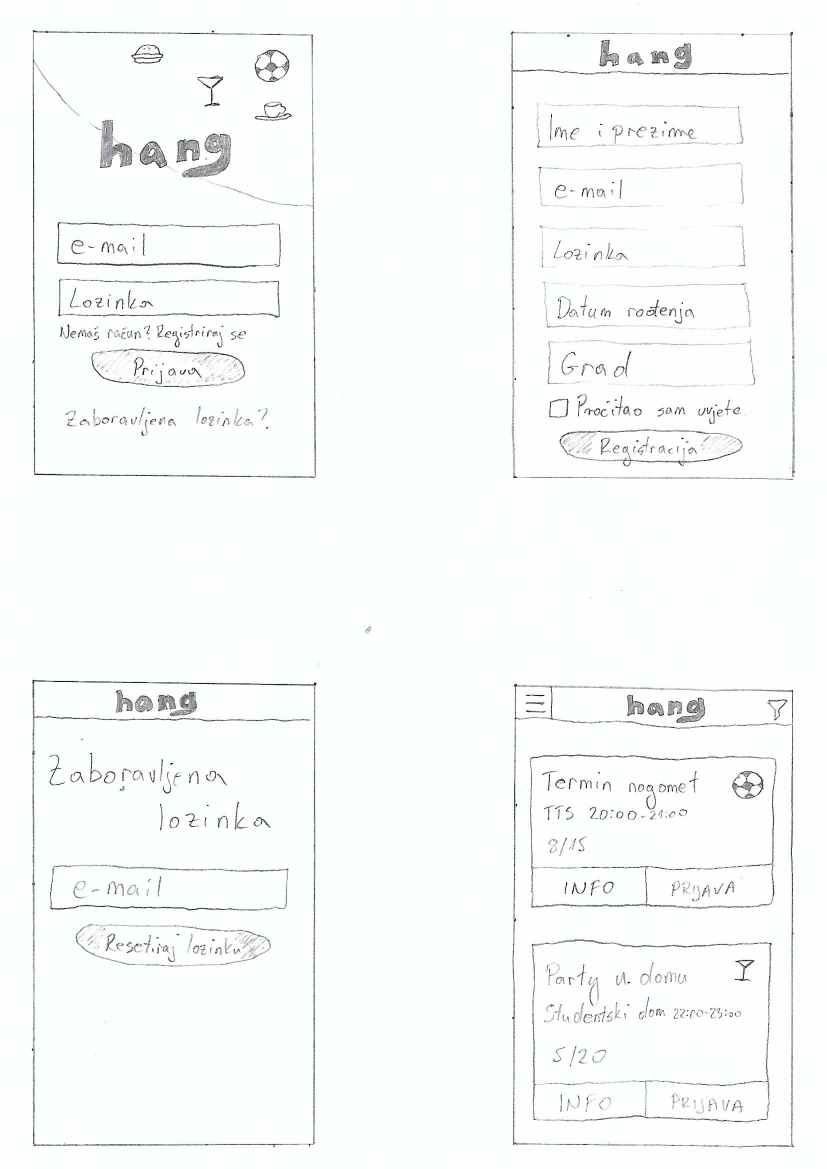 hang
e-mail
Lozinka
Nemaš račun? Registriraj se
Prijava
Zaboravljena lozinka?
hang
Ime i prezime
e-mail
Lozinka
Datum rođenja
Grad
Pročitao sam uvjete
Registracija
hang
Zaboravljena
lozinka
e-mail
Resetiraj lozinku
hang
Termin nogomet
TTS 20:00-21:00
8/15
INFO PRIJAVA
Party u domu
Studentski dom 22:00-23:00
5/20
INFO PRIJAVA